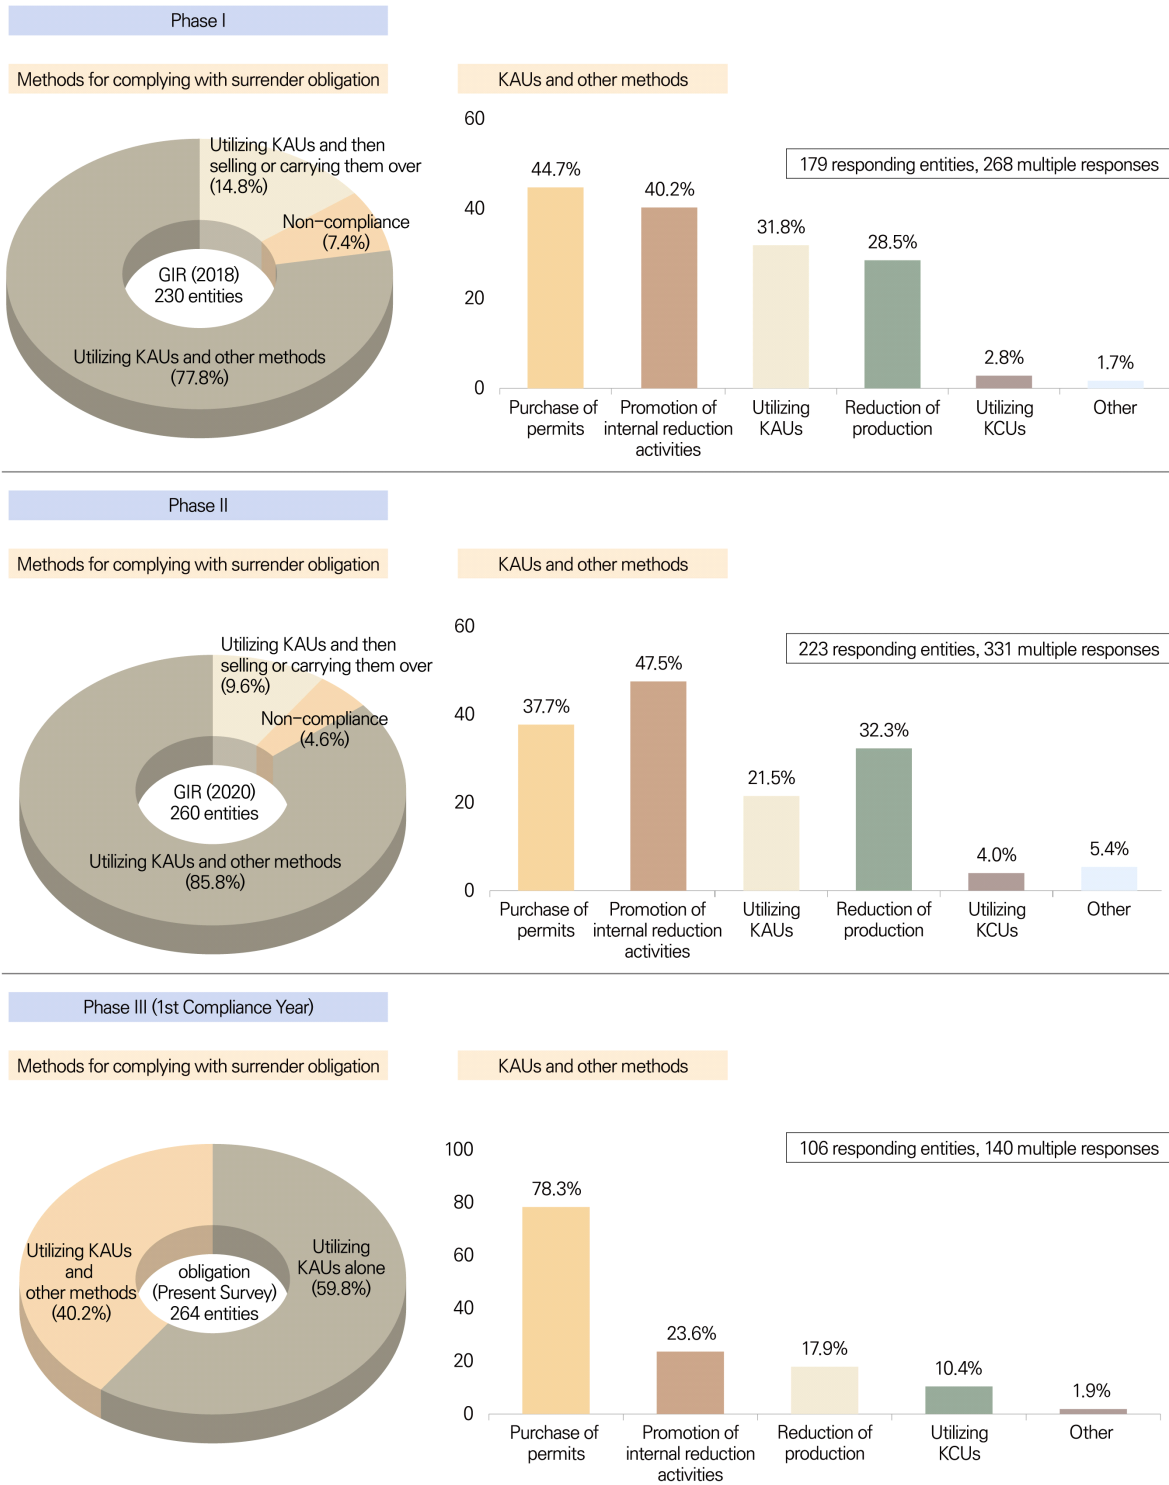 Phase I
Methods for complying with surrender obligation
Utilizing KAUs and then
selling or carrying them over
(14.8%)
Non-compliance
(7.4%)
GIR (2018)
230 entities
Utilizing KAUs and other methods
(77.8%)
KAUs and other methods
179 responding entities, 268 multiple responses
60
40
20
0
44.7%
40.2%
31.8%
28.5%
2.8%
1.7%
Purchase of
permits
Promotion of
internal reduction
activities
Utilizing
KAUs
Reduction of
production
Utilizing
KCUs
Other
Phase II
Methods for complying with surrender obligation
Utilizing KAUs and then
selling or carrying them over
(9.6%)
Non-compliance
(4.6%)
GIR (2020)
260 entities
Utilizing KAUs and other methods
(85.8%)
KAUs and other methods
223 responding entities, 331 multiple responses
60
40
20
0
37.7%
47.5%
21.5%
32.3%
4.0%
5.4%
Purchase of
permits
Promotion of
internal reduction
activities
Utilizing
KAUs
Reduction of
production
Utilizing
KCUs
Other
Phase III (1st Compliance Year)
Methods for complying with surrender obligation
Utilizing KAUs
and
other methods
(40.2%)
obligation
(Present Survey)
264 entities
Utilizing
KAUs alone
(59.8%)
KAUs and other methods
106 responding entities, 140 multiple responses
100
80
60
40
20
0
78.3%
23.6%
17.9%
10.4%
1.9%
Purchase of
permits
Promotion of
internal reduction
activities
Reduction of
production
Utilizing
KCUs
Other